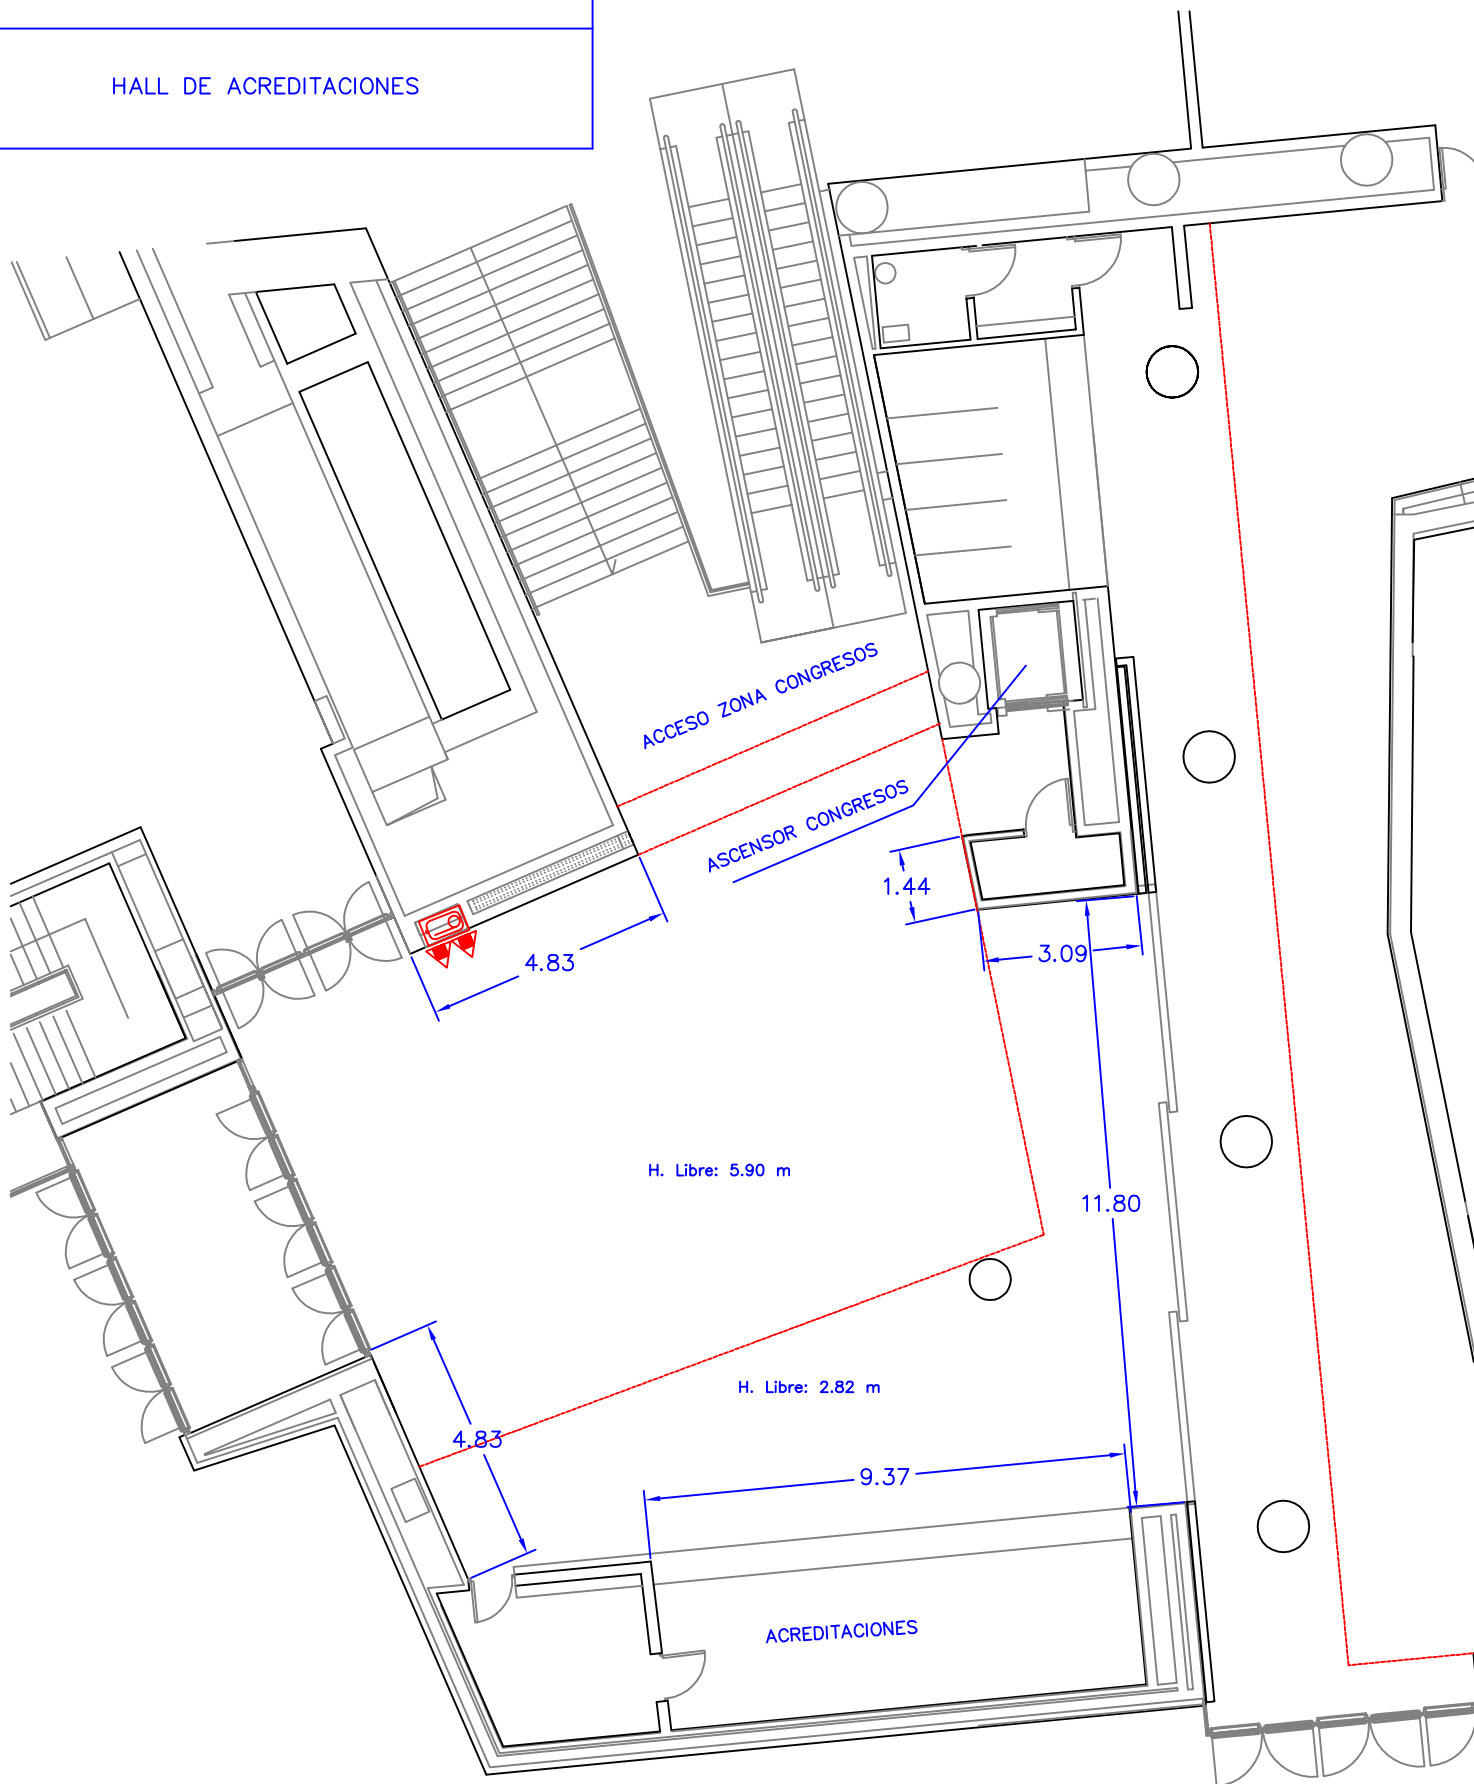 HALL DE ACREDITACIONES
ACCESO ZONA CONGRESOS
ASCENSOR CONGRESOS
1.44
4.83
3.09
H. Libre: 5.90 m
11.80
H. Libre: 2.82 m
4.83
9.37
ACREDITACIONES